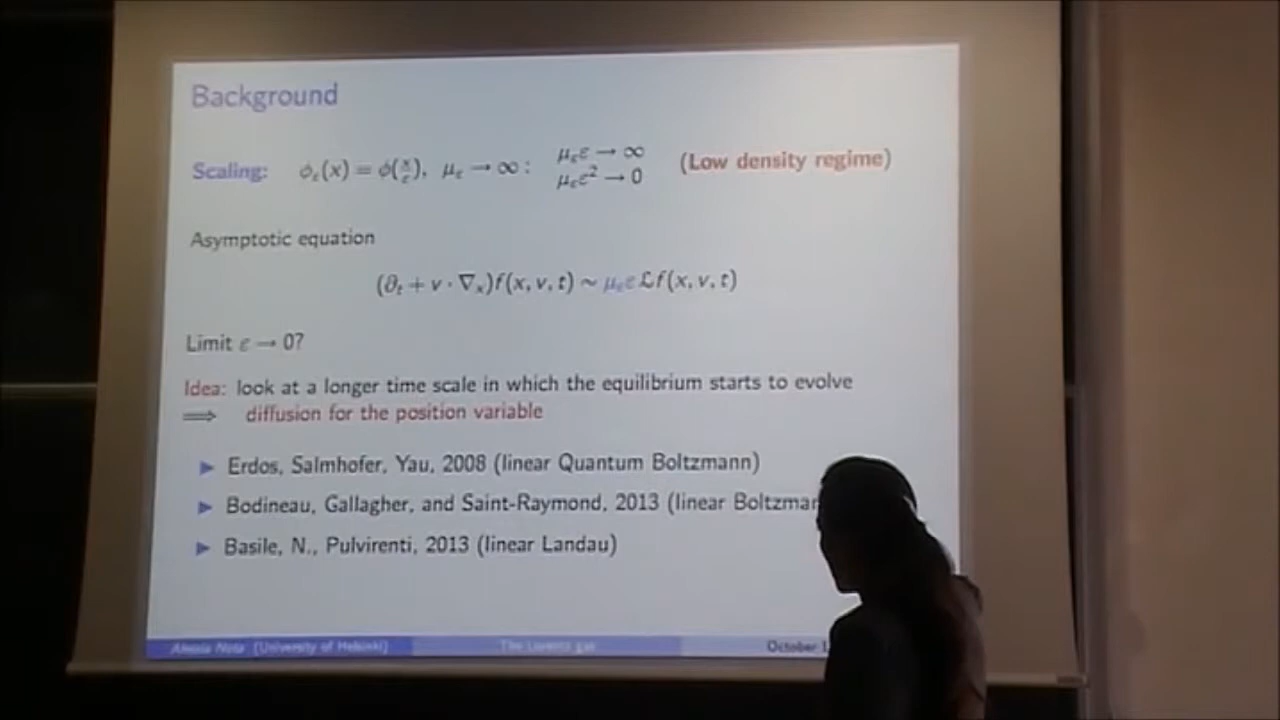 Background
Scaling: ϕ_ε(x) = ϕ(x/ε), μ_ε → ∞ : μ_ε ε → ∞ μ_ε ε² → 0 (Low density regime)
Asymptotic equation
(∂_t + v · ∇_x)f(x, v, t) ~ μ_ε ε 𝓛f(x, v, t)
Limit ε → 0?
Idea: look at a longer time scale in which the equilibrium starts to evolve
⟹ diffusion for the position variable
▶ Erdos, Salmhofer, Yau, 2008 (linear Quantum Boltzmann)
▶ Bodineau, Gallagher, and Saint-Raymond, 2013 (linear Boltzmar
▶ Basile, N., Pulvirenti, 2013 (linear Landau)
Alessia Nota (University of Helsinki) The Lorentz gas October 1